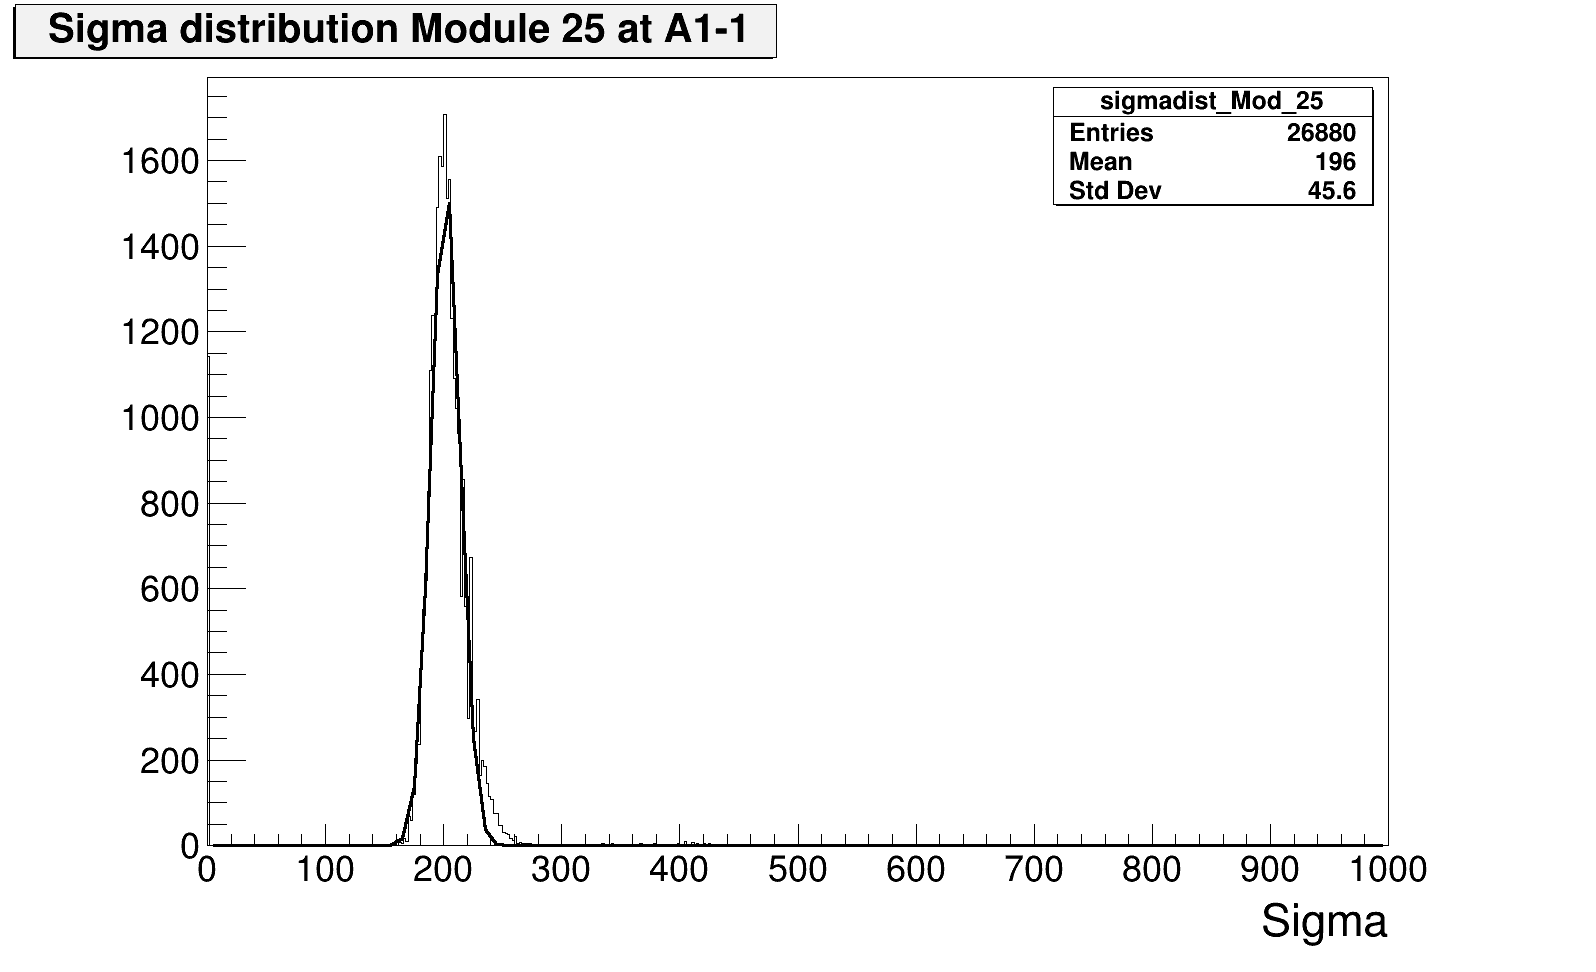 Sigma distribution Module 25 at A1-1
sigmadist_Mod_25
Entries 26880
Mean 196
Std Dev 45.6
1600
1400
1200
1000
800
600
400
200
0
0 100 200 300 400 500 600 700 800 900 1000
Sigma